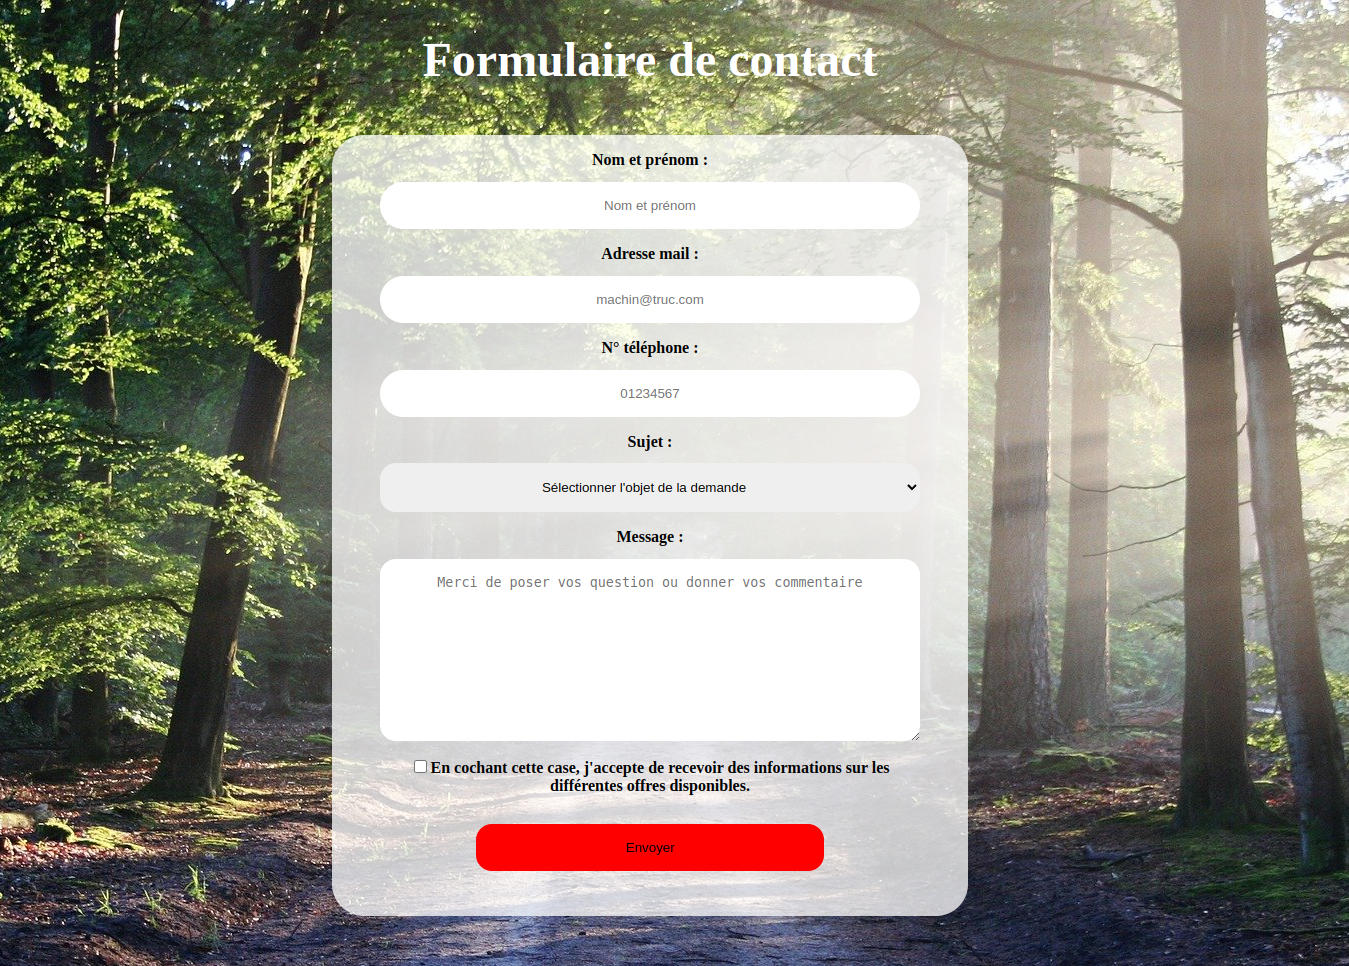 Formulaire de contact
Nom et prénom :
Nom et prénom
Adresse mail :
machin@truc.com
N° téléphone :
01234567
Sujet :
Sélectionner l'objet de la demande
Message :
Merci de poser vos question ou donner vos commentaire
En cochant cette case, j'accepte de recevoir des informations sur les
différentes offres disponibles.
Envoyer